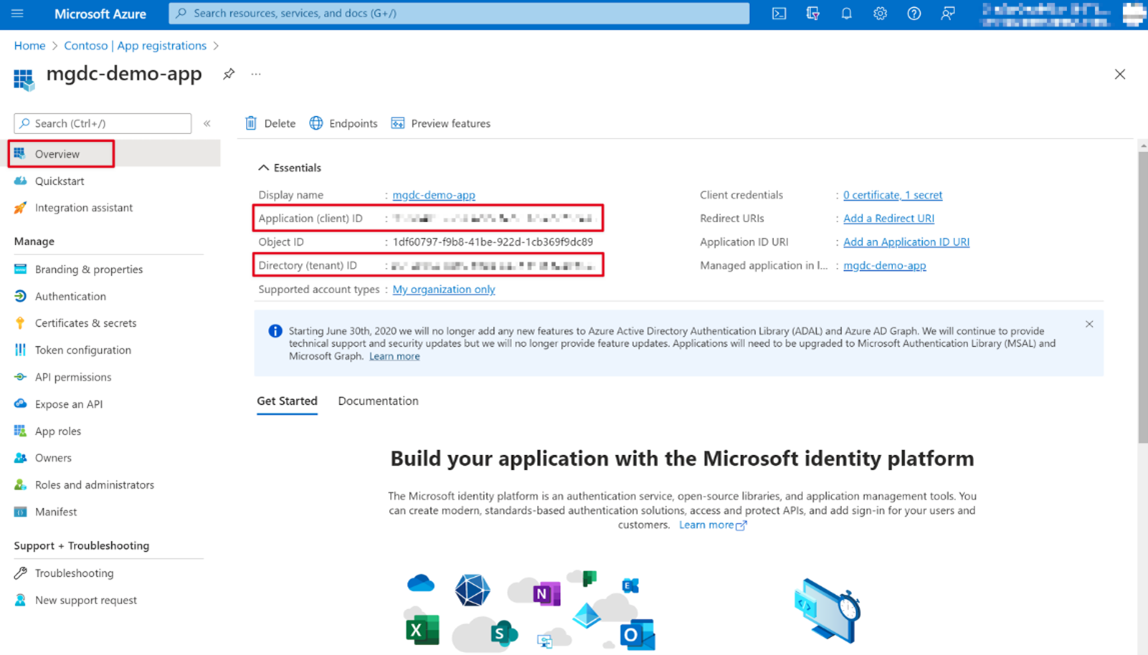 Microsoft Azure
Search resources, services, and docs (G+/)
Home > Contoso | App registrations >
mgdc-demo-app
...
Search (Ctrl+/)
«
Overview
Quickstart
Integration assistant
Manage
Branding & properties
Authentication
Certificates & secrets
Token configuration
API permissions
Expose an API
App roles
Owners
Roles and administrators
Manifest
Support + Troubleshooting
Troubleshooting
New support request
Delete Endpoints Preview features
Essentials
Display name : mgdc-demo-app
Application (client) ID :
Object ID : 1df60797-f9b8-41be-922d-1cb369f9dc89
Directory (tenant) ID :
Supported account types : My organization only
Client credentials : 0 certificate, 1 secret
Redirect URIs : Add a Redirect URI
Application ID URI : Add an Application ID URI
Managed application in l... : mgdc-demo-app
Starting June 30th, 2020 we will no longer add any new features to Azure Active Directory Authentication Library (ADAL) and Azure AD Graph. We will continue to provide
technical support and security updates but we will no longer provide feature updates. Applications will need to be upgraded to Microsoft Authentication Library (MSAL) and
Microsoft Graph. Learn more
Get Started Documentation
Build your application with the Microsoft identity platform
The Microsoft identity platform is an authentication service, open-source libraries, and application management tools. You
can create modern, standards-based authentication solutions, access and protect APIs, and add sign-in for your users and
customers. Learn more
N
E
X
S
O